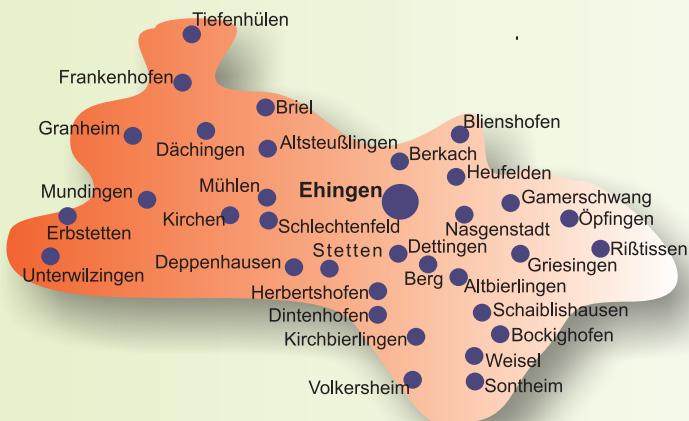 Tiefenhülen
Frankenhofen
Briel
Granheim
Dächingen
Altsteußlingen
Blienshofen
Berkach
Heufelden
Mundingen
Mühlen
Ehingen
Gamerschwang
Erbstetten
Kirchen
Schlechtenfeld
Nasgenstadt
Öpfingen
Unterwilzingen
Deppenhausen
Stetten
Dettingen
Berg
Griesingen
Rißtissen
Herbertshofen
Altbierlingen
Dintenhofen
Schaiblishausen
Kirchbierlingen
Bockighofen
Weisel
Volkersheim
Sontheim